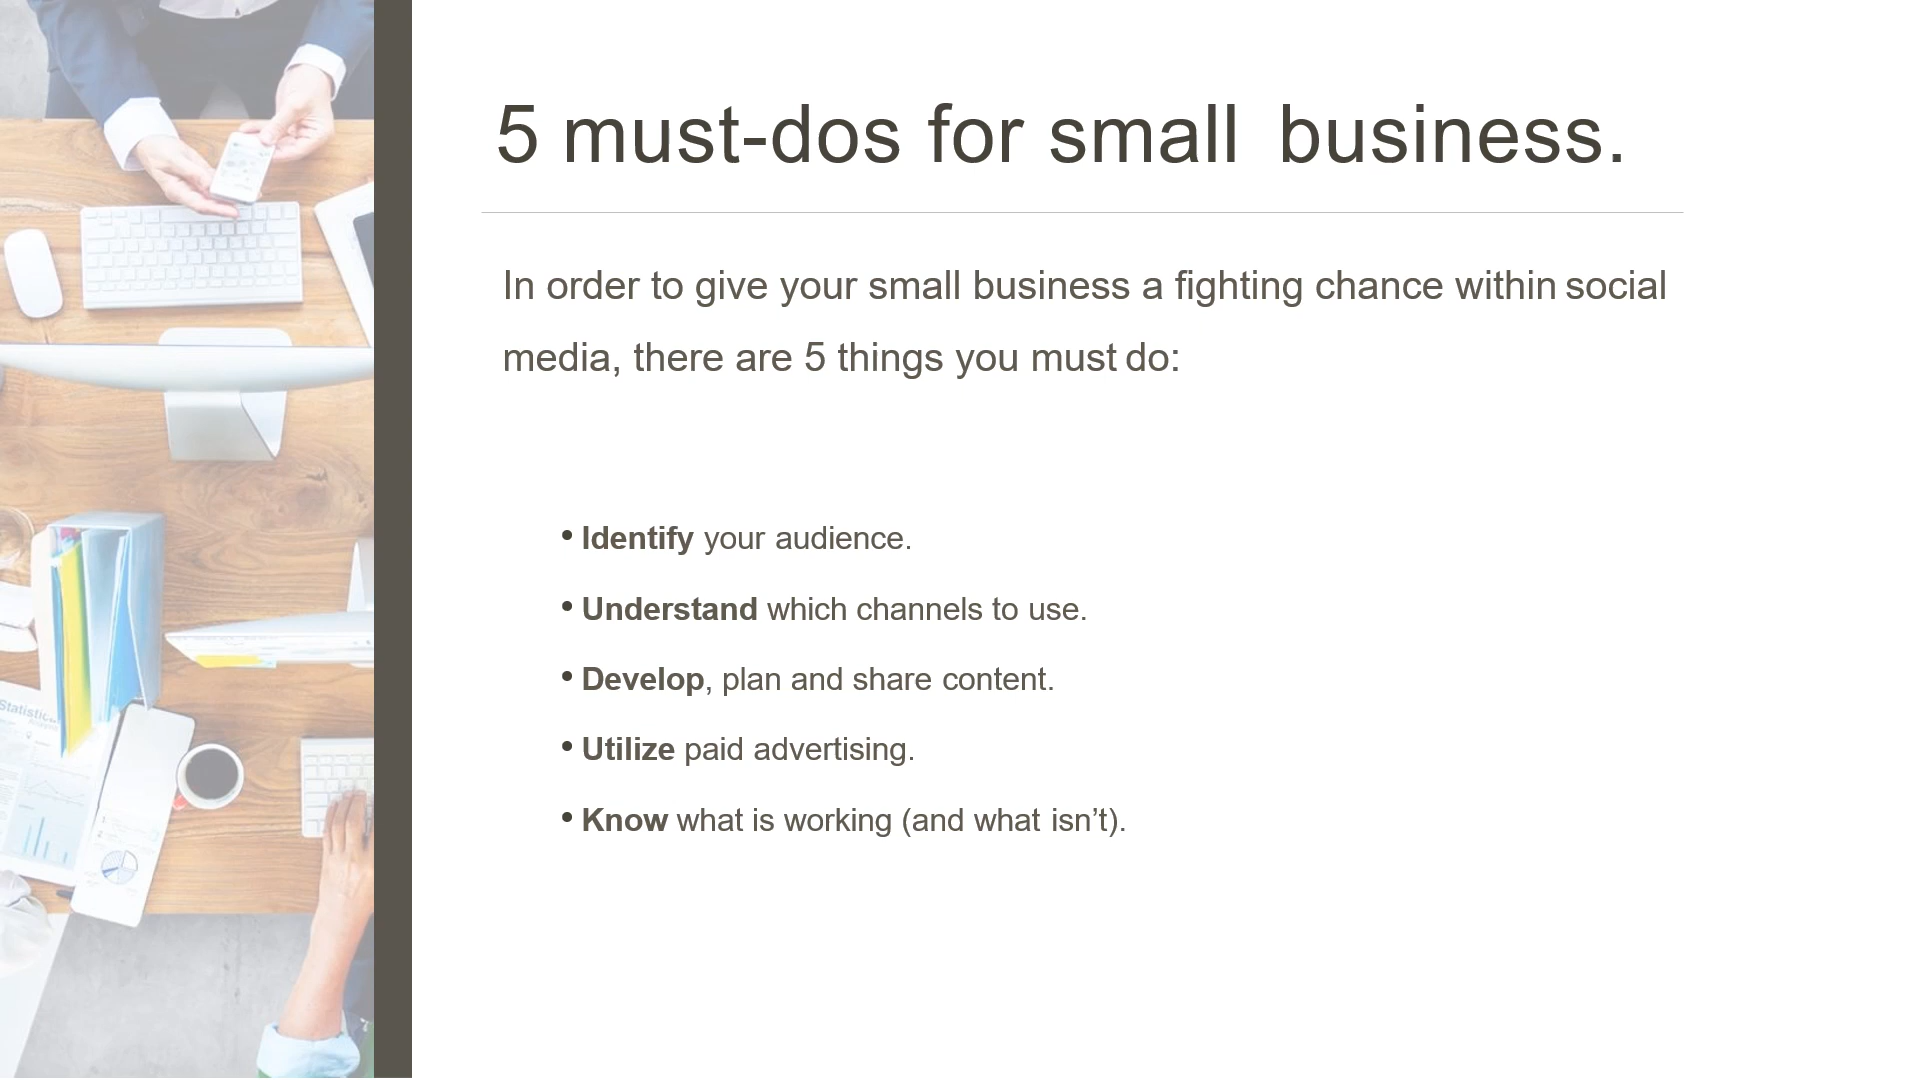 5 must-dos for small business.
In order to give your small business a fighting chance within social
media, there are 5 things you must do:
• Identify your audience.
• Understand which channels to use.
• Develop, plan and share content.
• Utilize paid advertising.
• Know what is working (and what isn’t).